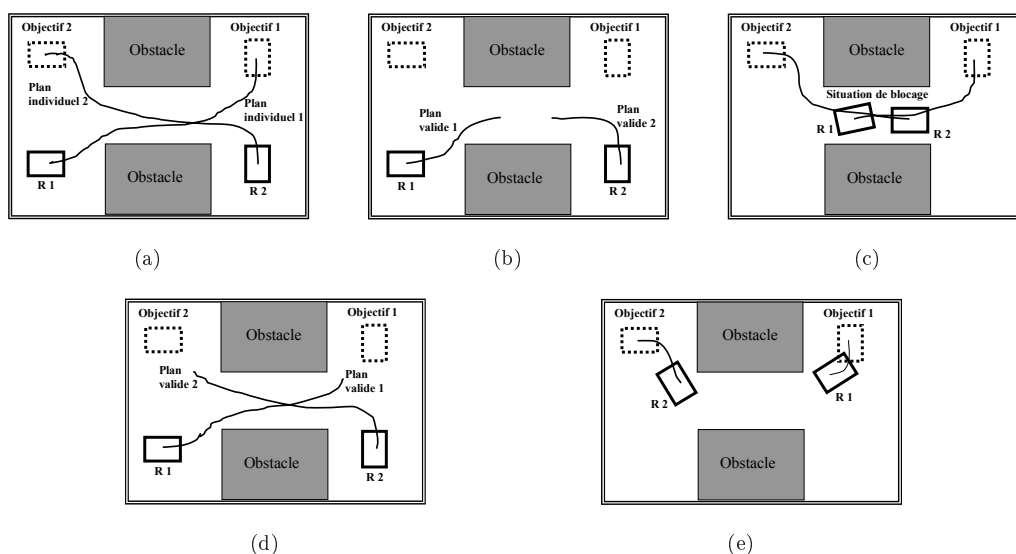 Objectif 2
Obstacle
Objectif 1
Plan
individuel 2
Plan
individuel 1
R 1
Obstacle
R 2
(a)
Objectif 2
Obstacle
Objectif 1
Plan
valide 1
Plan
valide 2
R 1
Obstacle
R 2
(b)
Objectif 2
Obstacle
Objectif 1
Situation de blocage
R 1
R 2
Obstacle
(c)
Objectif 2
Obstacle
Objectif 1
Plan
valide 2
Plan
valide 1
R 1
Obstacle
R 2
(d)
Objectif 2
Obstacle
Objectif 1
R 2
R 1
Obstacle
(e)